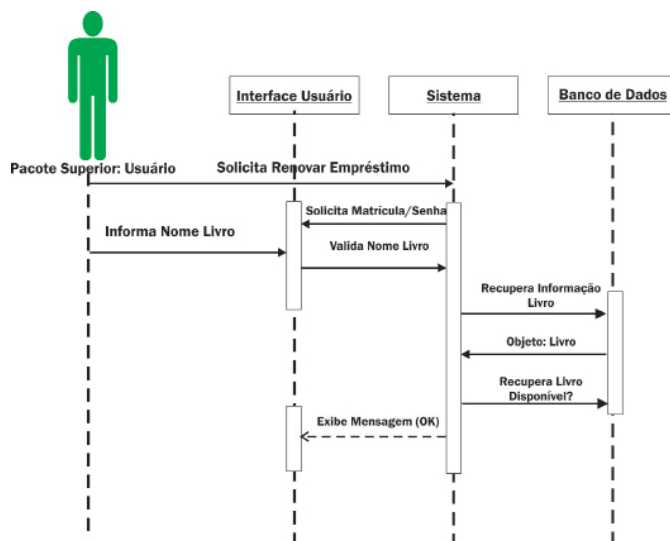 Interface Usuário
Sistema
Banco de Dados
Pacote Superior: Usuário
Solicita Renovar Empréstimo
Solicita Matrícula/Senha
Informa Nome Livro
Valida Nome Livro
Recupera Informação
Livro
Objeto: Livro
Recupera Livro
Disponível?
Exibe Mensagem (OK)